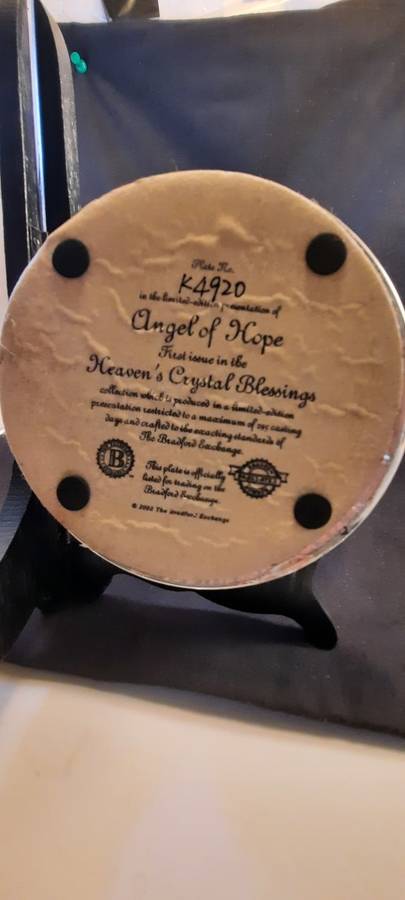 Plate No.
K4920
in the limited-edition presentation of
Angel of Hope
First issue in the
Heaven's Crystal Blessings
collection which is produced in a limited-edition
presentation restricted to a maximum of 295 casting
days and crafted to the exacting standards of
The Bradford Exchange.
B
This plate is officially
listed for trading on the
Bradford Exchange.
© 2002 The Bradford Exchange